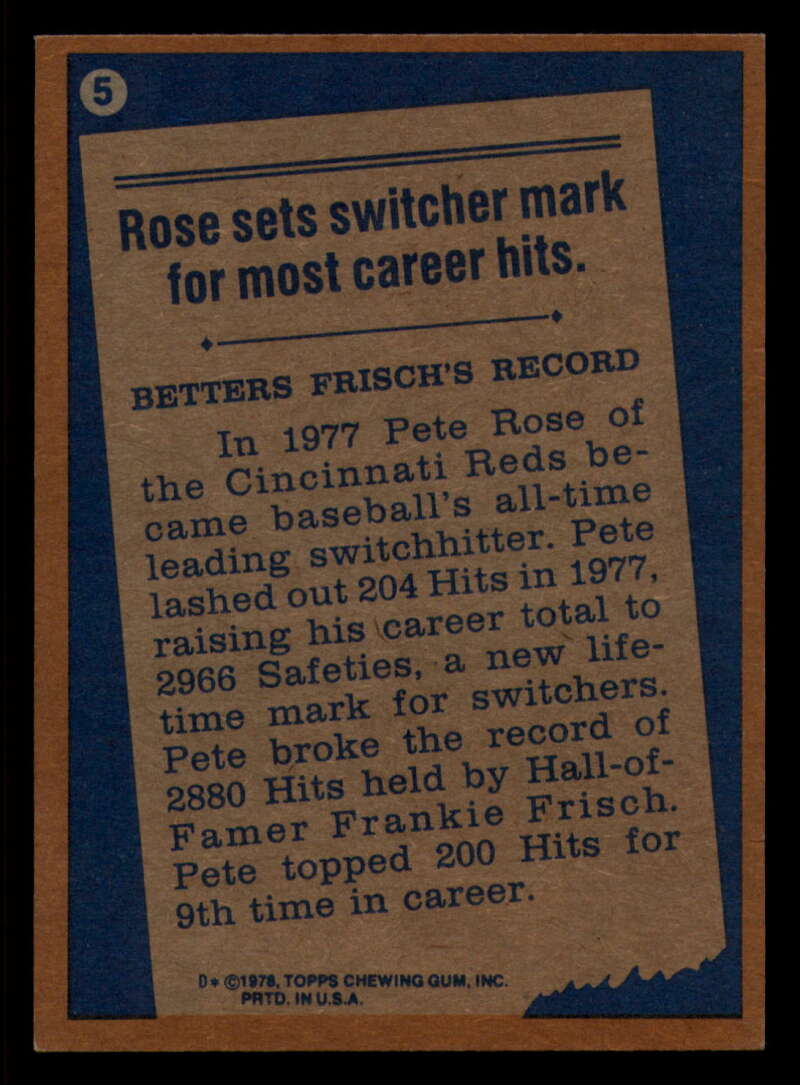 5
Rose sets switcher mark
for most career hits.
BETTERS FRISCH'S RECORD
In 1977 Pete Rose of
the Cincinnati Reds be-
came baseball's all-time
leading switchhitter. Pete
lashed out 204 Hits in 1977,
raising his career total to
2966 Safeties, a new life-
time mark for switchers.
Pete broke the record of
2880 Hits held by Hall-of-
Famer Frankie Frisch.
Pete topped 200 Hits for
9th time in career.
D* ©1978, TOPPS CHEWING GUM, INC.
PRTD. IN U.S.A.